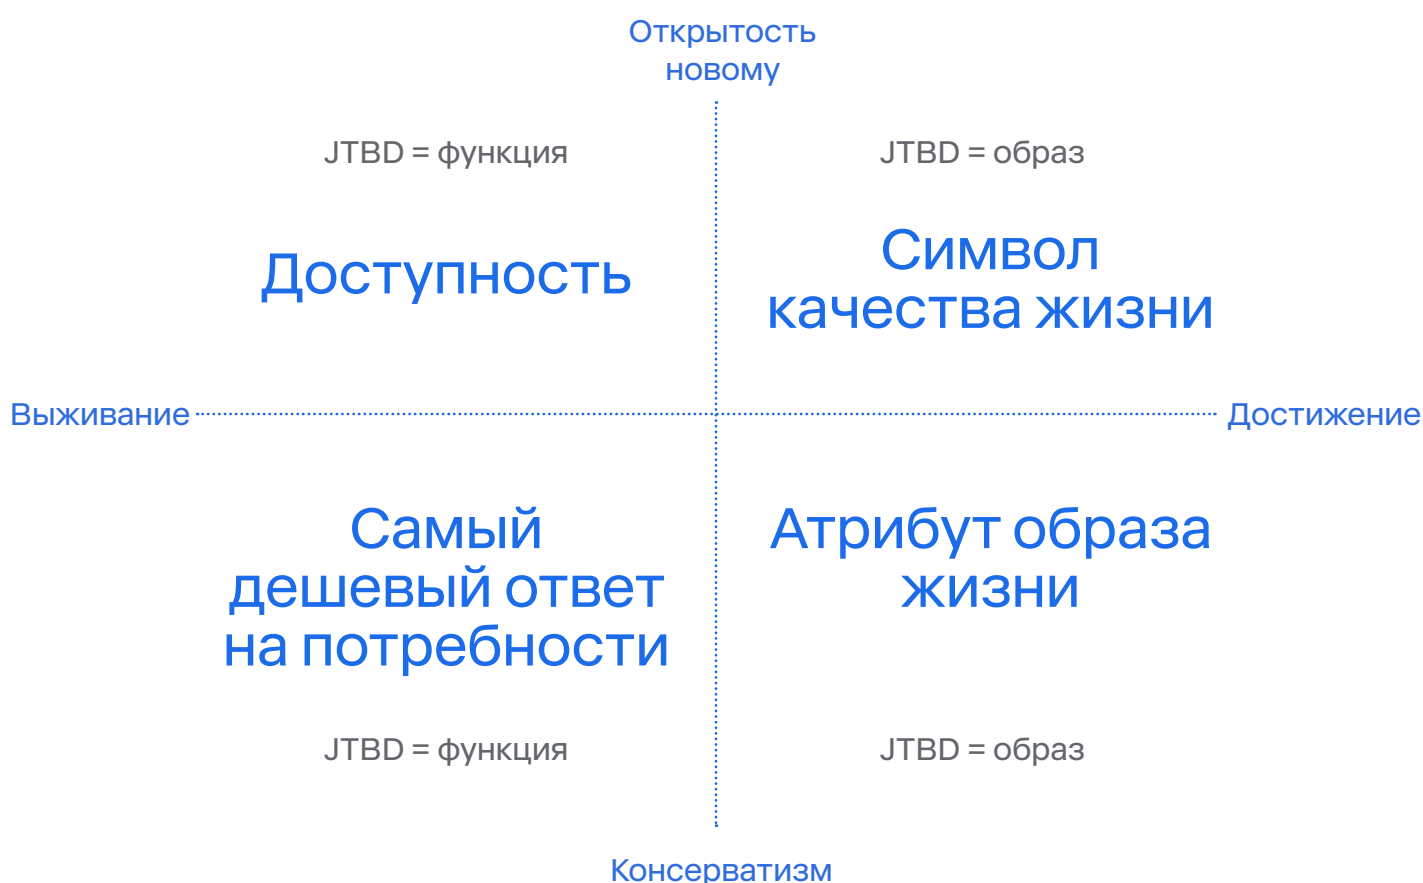 Открытость
новому
JTBD = функция
JTBD = образ
Доступность
Символ
качества жизни
Выживание
Достижение
Самый
дешевый ответ
на потребности
Атрибут образа
жизни
JTBD = функция
JTBD = образ
Консерватизм